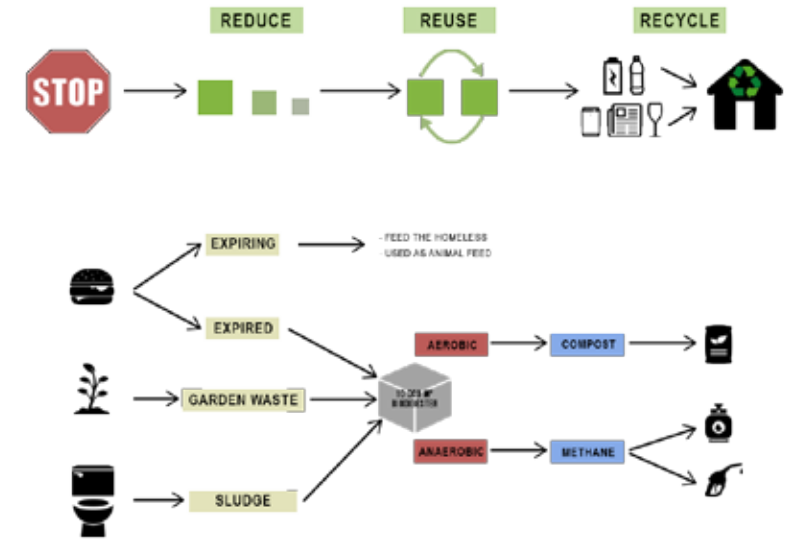 REDUCE
REUSE
RECYCLE
STOP
EXPIRING
- FEED THE HOMELESS
- USED AS ANIMAL FEED
EXPIRED
AEROBIC
COMPOST
GARDEN WASTE
ANAEROBIC
METHANE
SLUDGE